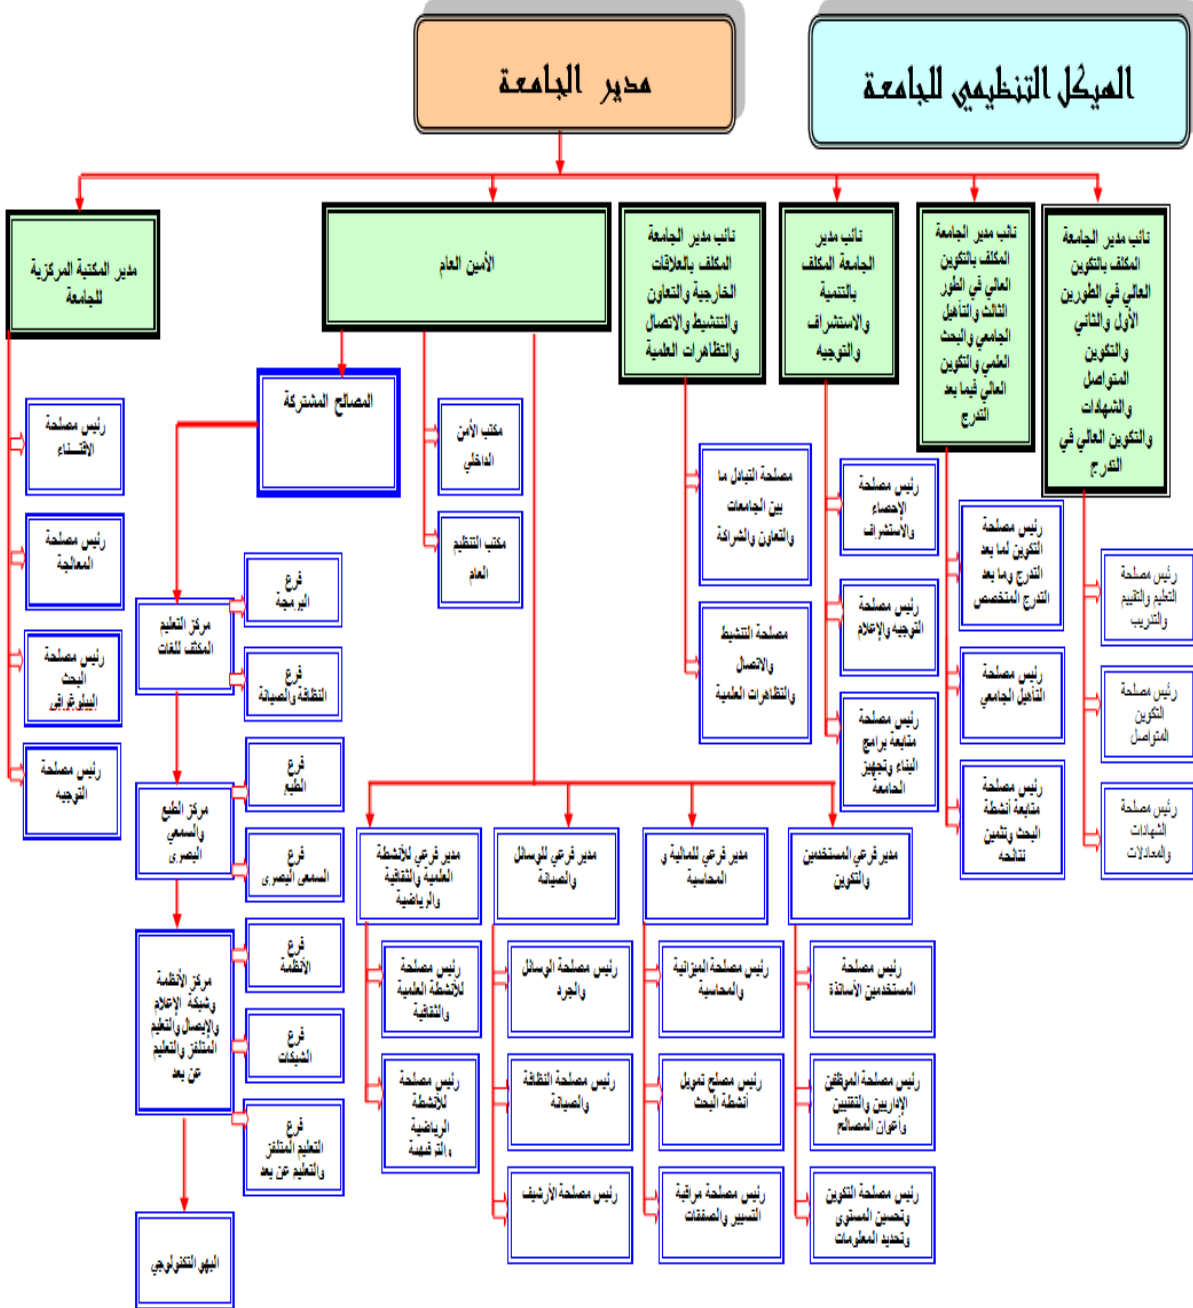 الهيكل التنظيمي للجامعة
مدير الجامعة
نائب مدير الجامعة
المكلف بالتكوين
العالي في الطورين
الأول والثاني
والتكوين
المتواصل
والشهادات
والتكوين العالي في
التدرج
نائب مدير الجامعة
المكلف بالتكوين
العالي في الطور
الثالث والتأهيل
الجامعي والبحث
العلمي والتكوين
العالي فيما بعد
التدرج
نائب مدير
الجامعة المكلف
بالتنمية
والاستشراف
والتوجيه
نائب مدير الجامعة
المكلف بالعلاقات
الخارجية والتعاون
والتنشيط والاتصال
والتظاهرات العلمية
الأمين العام
مدير المكتبة المركزية
للجامعة
رئيس مصلحة
التعليم والتقييم
والتدريب
رئيس مصلحة
التكوين
المتواصل
رئيس مصلحة
الشهادات
والمعادلات
رئيس مصلحة
التكوين لما بعد
التدرج وما بعد
التدرج المتخصص
رئيس مصلحة
التأهيل الجامعي
رئيس مصلحة
متابعة أنشطة
البحث وتثمين
نتائجه
رئيس مصلحة
الإحصاء
والاستشراف
رئيس مصلحة
التوجيه والإعلام
رئيس مصلحة
متابعة برامج
البناء وتجهيز
الجامعة
مصلحة التبادل ما
بين الجامعات
والتعاون والشراكة
مصلحة التنشيط
والاتصال
والتظاهرات العلمية
مكتب الأمن
الداخلي
مكتب التنظيم
العام
المصالح المشتركة
رئيس مصلحة
الاقتــناء
رئيس مصلحة
المعالجة
رئيس مصلحة
البحث
البيلوغرافي
رئيس مصلحة
التوجيه
مركز التعليم
المكثف للغات
فرع
البرمجة
فرع
النظافة والصيانة
مركز الطبع
والسمعي
البصري
فرع
الطبع
فرع
السمعي البصري
مركز الأنظمة
وشبكة الإعلام
والإيصال والتعليم
المتلفز والتعليم
عن بعد
فرع
الأنظمة
فرع
الشبكات
فرع
التعليم المتلفز
والتعليم عن بعد
البهو التكنولوجي
مدير فرعي المستخدمين
والتكوين
رئيس مصلحة
المستخدمين الأساتذة
رئيس مصلحة الموظفين
الإداريين والتقنيين
وأعوان المصالح
رئيس مصلحة التكوين
وتحسين المستوى
وتحديد المعلومات
مدير فرعي للمالية و
المحاسبة
رئيس مصلحة الميزانية
والمحاسبة
رئيس مصلح تمويل
أنشطة البحث
رئيس مصلحة مراقبة
التسيير والصفقات
مدير فرعي للوسائل
والصيانة
رئيس مصلحة الوسائل
والجرد
رئيس مصلحة النظافة
والصيانة
رئيس مصلحة الأرشيف
مدير فرعي للأنشطة
العلمية والثقافية
والرياضية
رئيس مصلحة
للأنشطة العلمية
والثقافية
رئيس مصلحة
للأنشطة
الرياضية
والترفيهية